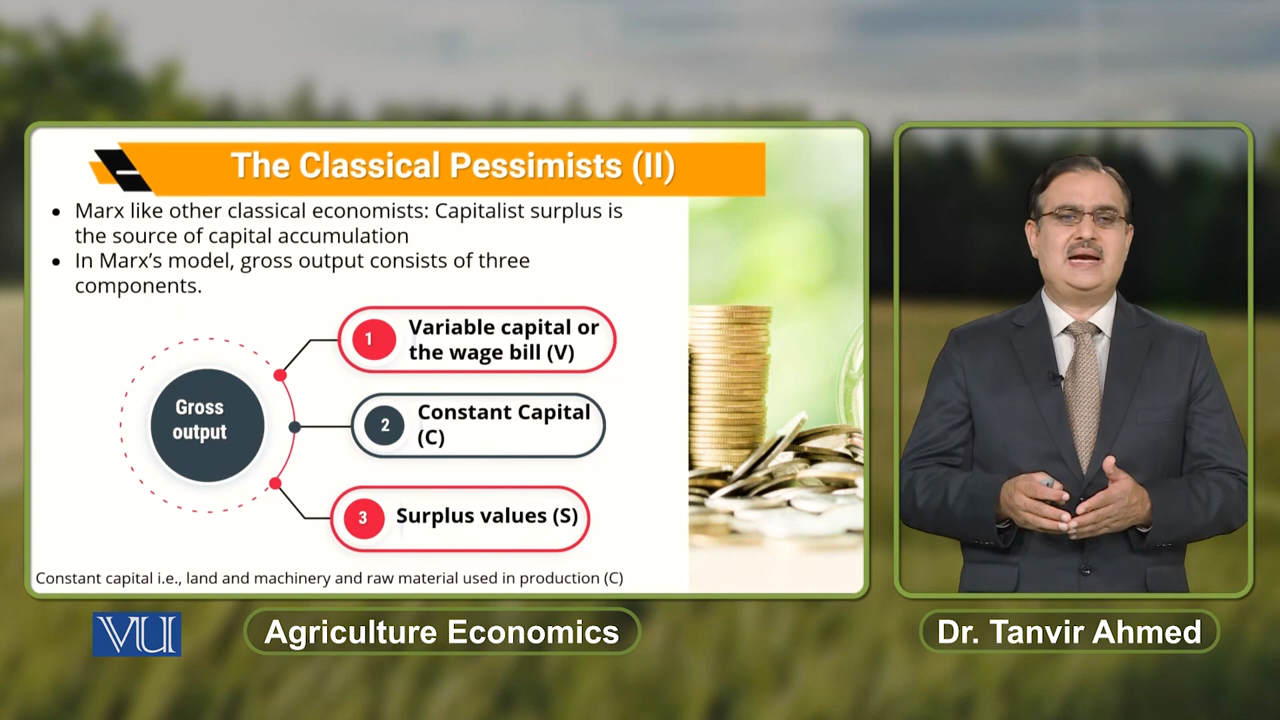 The Classical Pessimists (II)
• Marx like other classical economists: Capitalist surplus is
the source of capital accumulation
• In Marx's model, gross output consists of three
components.
Gross
output
1
Variable capital or
the wage bill (V)
2
Constant Capital
(C)
3
Surplus values (S)
Constant capital i.e., land and machinery and raw material used in production (C)
VU
Agriculture Economics
Dr. Tanvir Ahmed